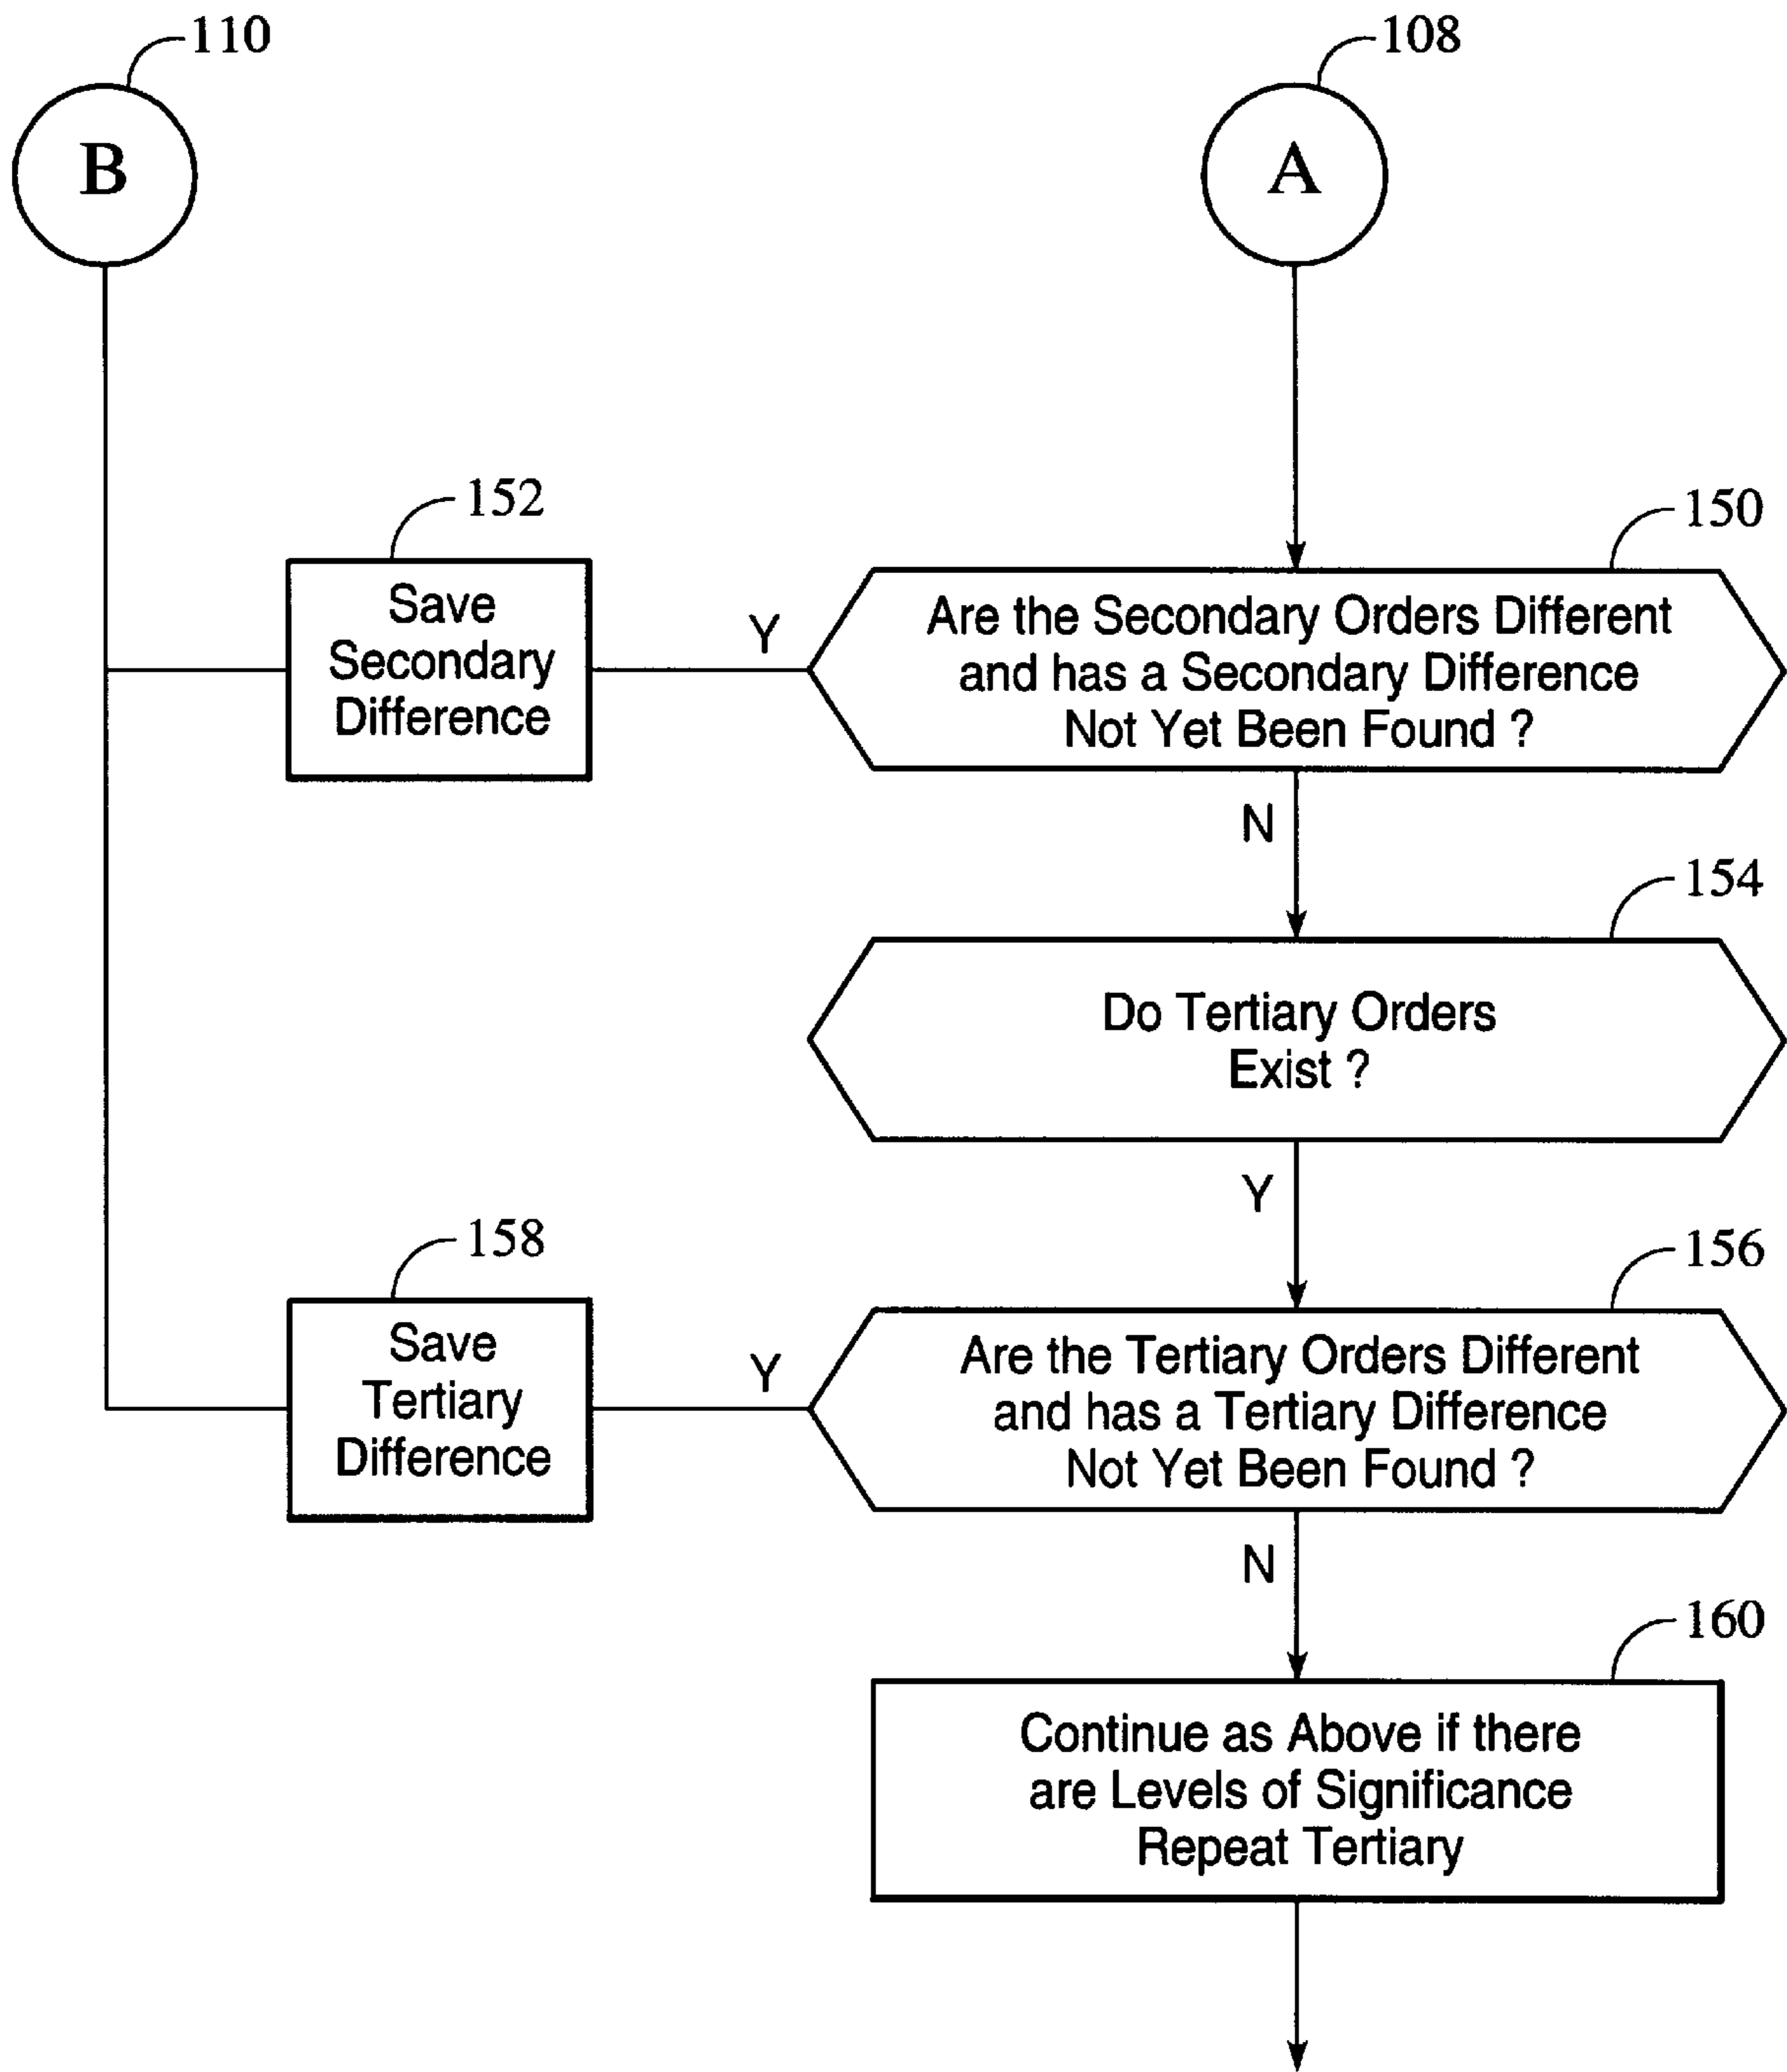 110
108
B
A
152
150
Save
Secondary
Difference
Y
Are the Secondary Orders Different
and has a Secondary Difference
Not Yet Been Found ?
N
154
Do Tertiary Orders
Exist ?
Y
158
156
Save
Tertiary
Difference
Y
Are the Tertiary Orders Different
and has a Tertiary Difference
Not Yet Been Found ?
N
160
Continue as Above if there
are Levels of Significance
Repeat Tertiary